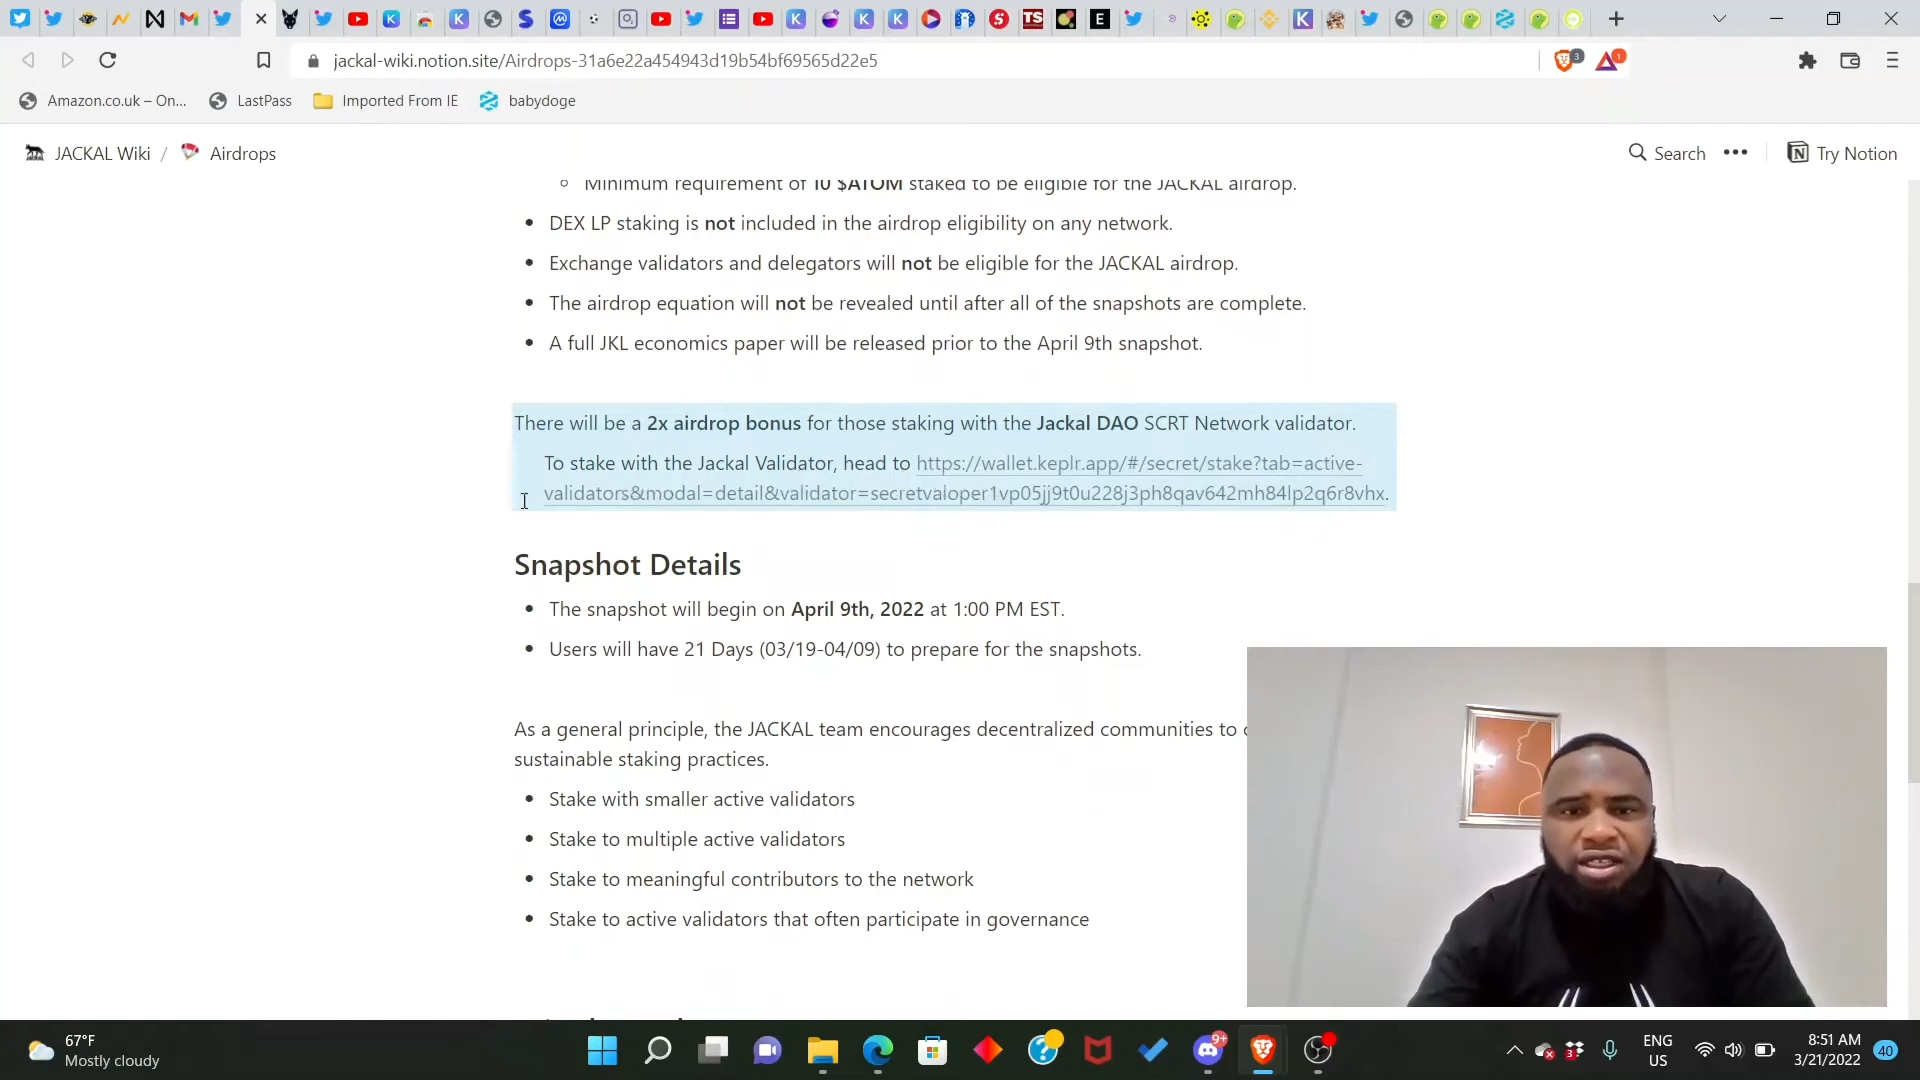 jackal-wiki.notion.site/Airdrops-31a6e22a454943d19b54bf69565d22e5
3
1
Amazon.co.uk – On...
LastPass
Imported From IE
babydoge
JACKAL Wiki / Airdrops
Search
Try Notion
Minimum requirement of 10 $ATOM staked to be eligible for the JACKAL airdrop.
DEX LP staking is not included in the airdrop eligibility on any network.
Exchange validators and delegators will not be eligible for the JACKAL airdrop.
The airdrop equation will not be revealed until after all of the snapshots are complete.
A full JKL economics paper will be released prior to the April 9th snapshot.
There will be a 2x airdrop bonus for those staking with the Jackal DAO SCRT Network validator.
To stake with the Jackal Validator, head to https://wallet.keplr.app/#/secret/stake?tab=active-
validators&modal=detail&validator=secretvaloper1vp05jj9t0u228j3ph8qav642mh84lp2q6r8vhx.
Snapshot Details
The snapshot will begin on April 9th, 2022 at 1:00 PM EST.
Users will have 21 Days (03/19-04/09) to prepare for the snapshots.
As a general principle, the JACKAL team encourages decentralized communities to
sustainable staking practices.
Stake with smaller active validators
Stake to multiple active validators
Stake to meaningful contributors to the network
Stake to active validators that often participate in governance
67°F
Mostly cloudy
9+
3
ENG
US
8:51 AM
3/21/2022
40